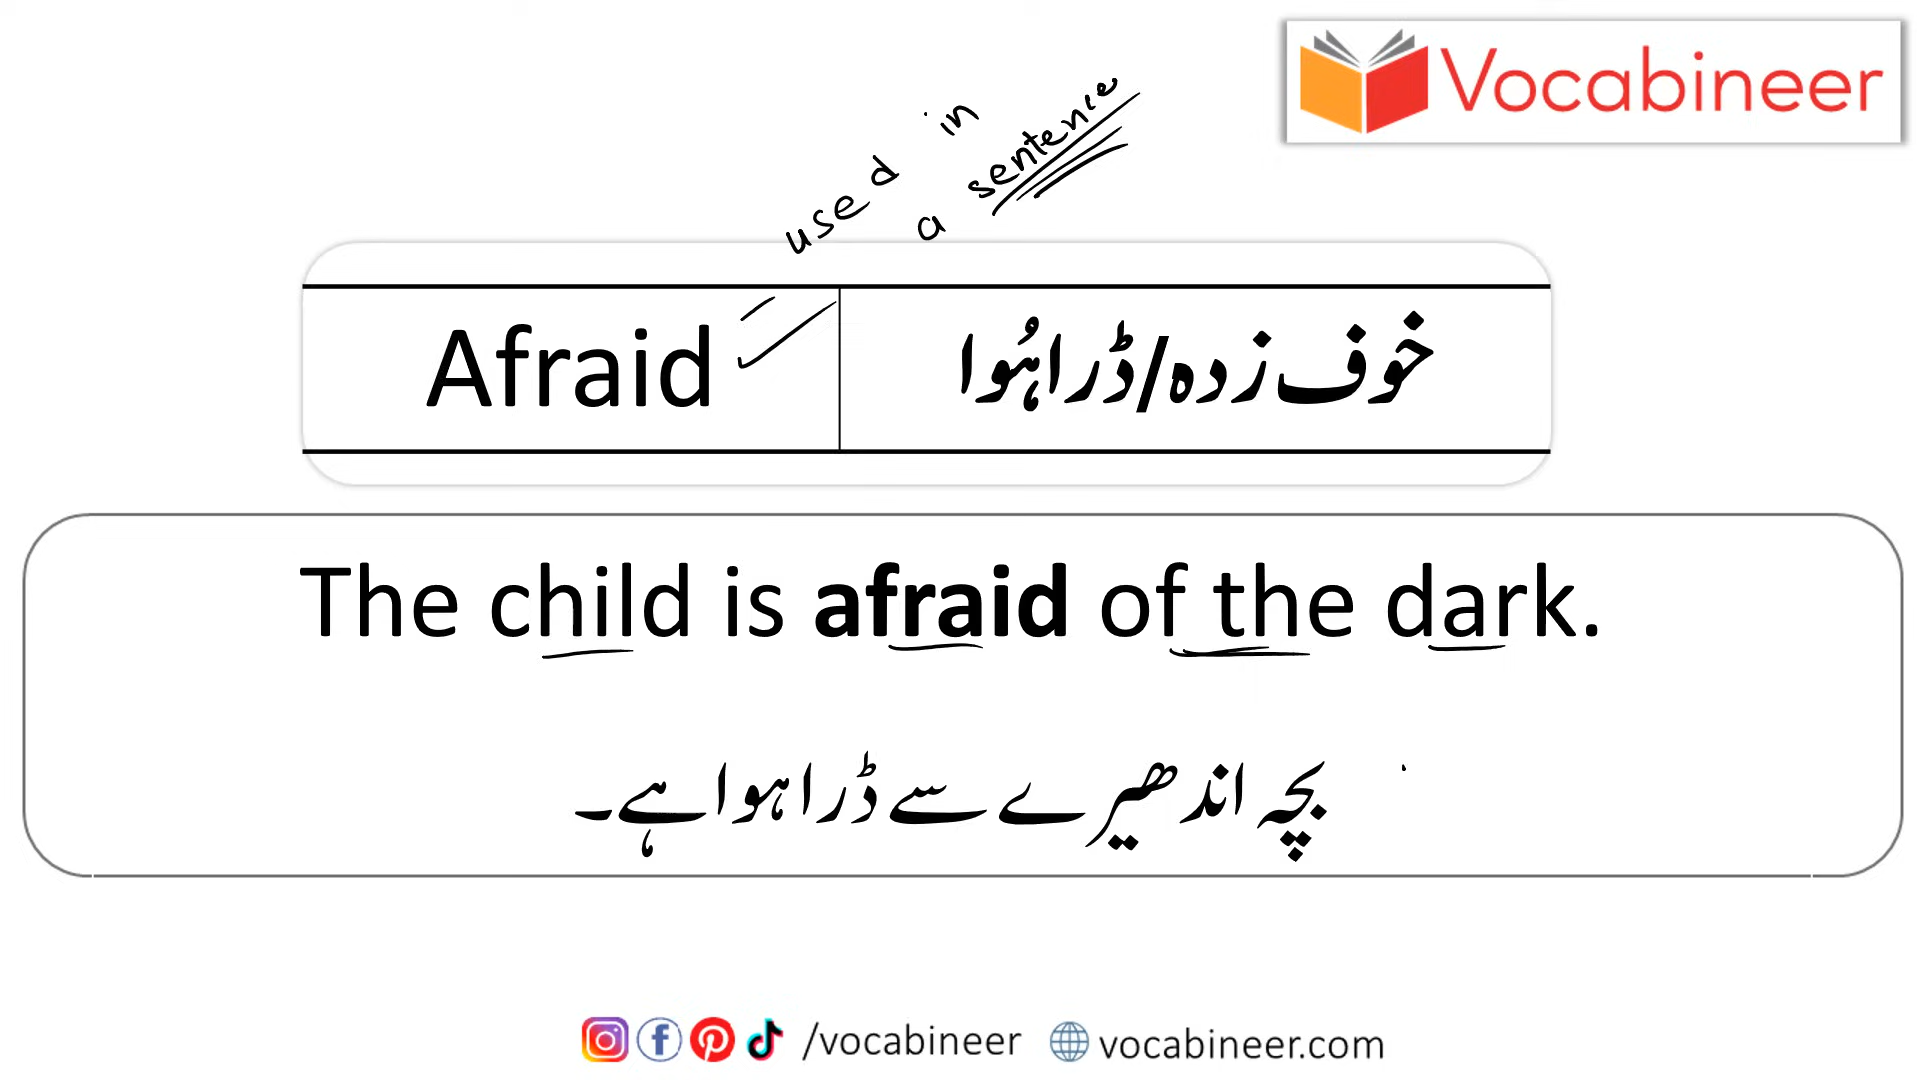 Vocabineer
used in
a sentence
Afraid
خوف زدہ/ڈرا ہُوا
The child is afraid of the dark.
بچہ اندھیرے سے ڈرا ہوا ہے۔
/vocabineer vocabineer.com